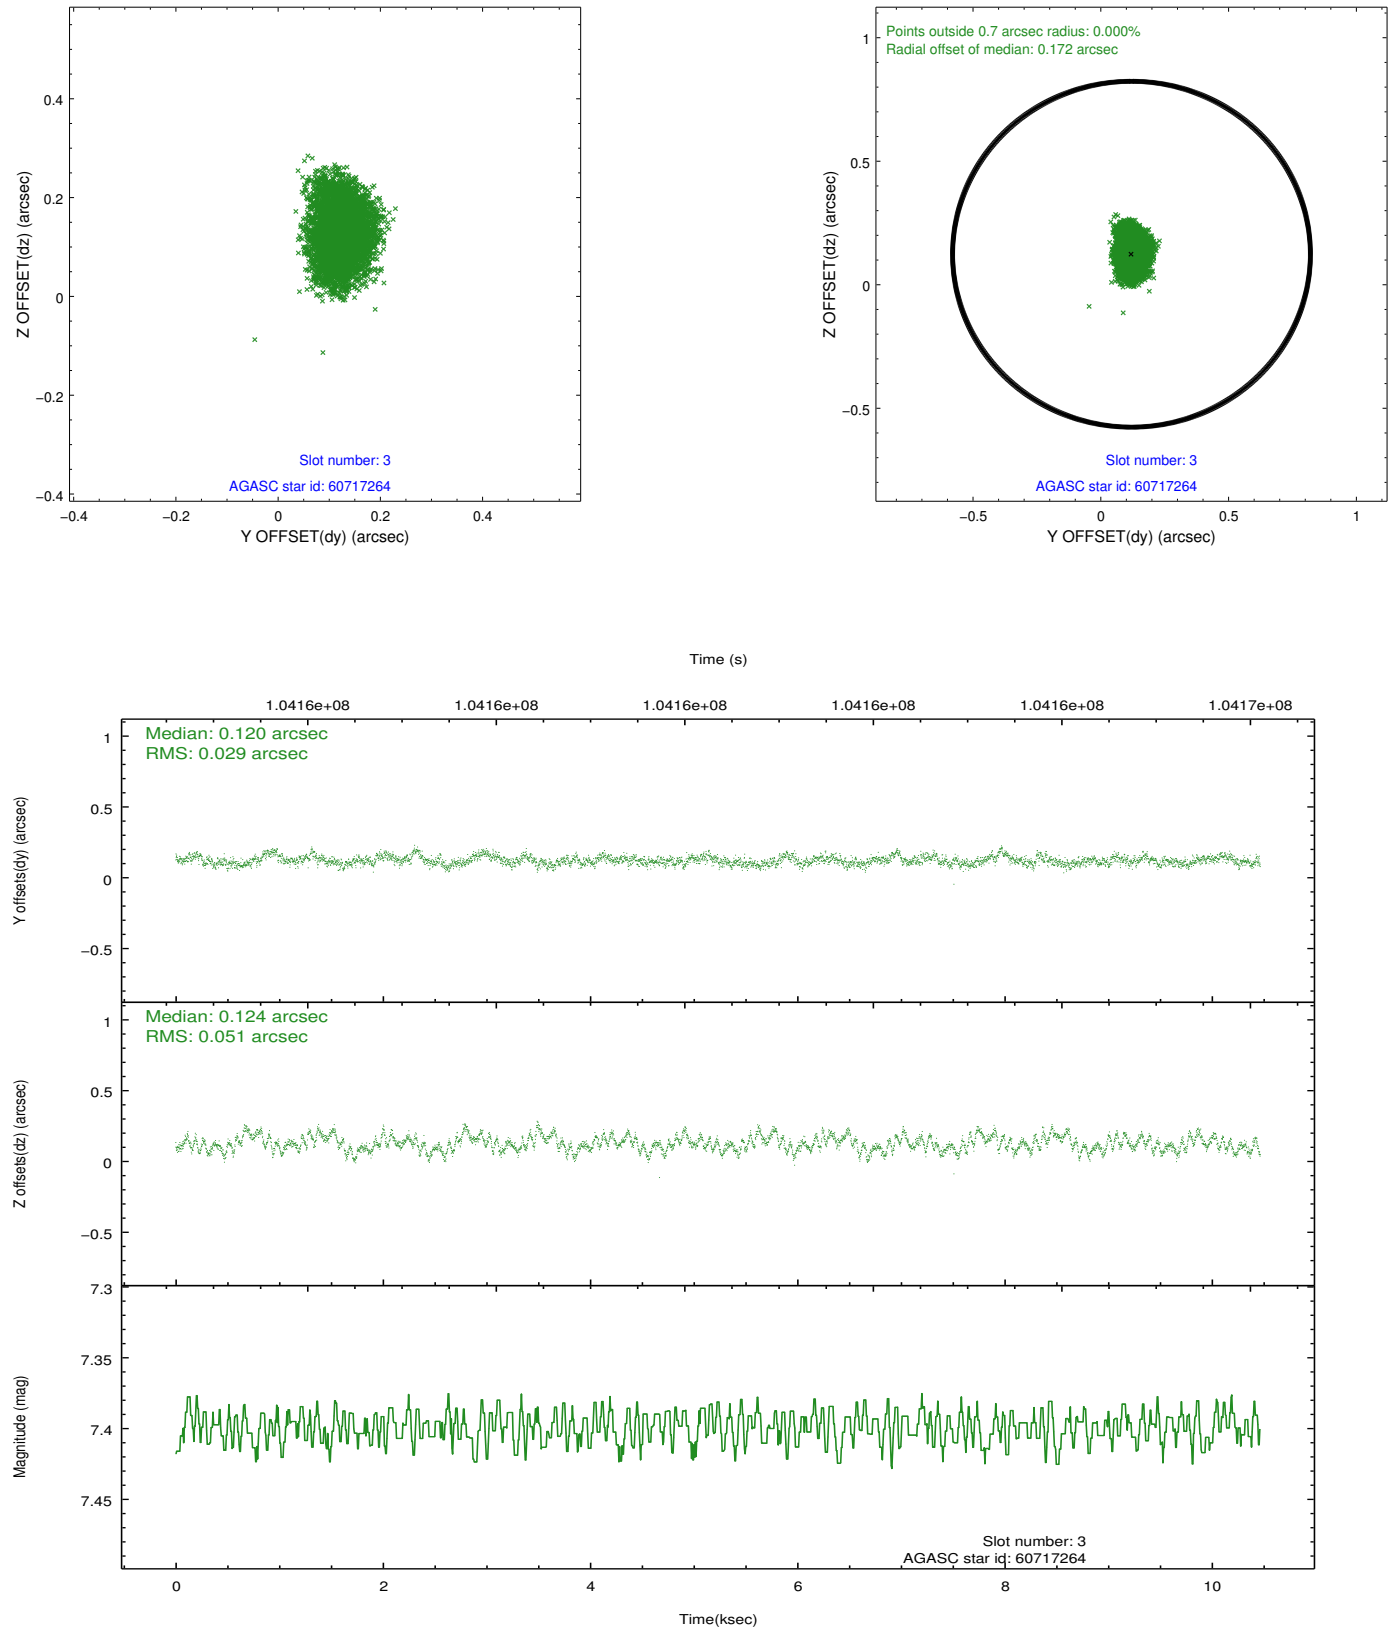 0.4
0.2
0
−0.2
−0.4
Z OFFSET(dz) (arcsec)
Slot number: 3
AGASC star id: 60717264
−0.4 −0.2 0 0.2 0.4
Y OFFSET(dy) (arcsec)
Points outside 0.7 arcsec radius: 0.000%
Radial offset of median: 0.172 arcsec
1
0.5
0
−0.5
Z OFFSET(dz) (arcsec)
Slot number: 3
AGASC star id: 60717264
−0.5 0 0.5 1
Y OFFSET(dy) (arcsec)
Time (s)
1.0416e+08 1.0416e+08 1.0416e+08 1.0416e+08 1.0416e+08 1.0417e+08
Median: 0.120 arcsec
RMS: 0.029 arcsec
1
0.5
0
−0.5
Y offsets(dy) (arcsec)
Median: 0.124 arcsec
RMS: 0.051 arcsec
1
0.5
0
−0.5
Z offsets(dz) (arcsec)
7.3
7.35
7.4
7.45
Magnitude (mag)
Slot number: 3
AGASC star id: 60717264
0 2 4 6 8 10
Time(ksec)